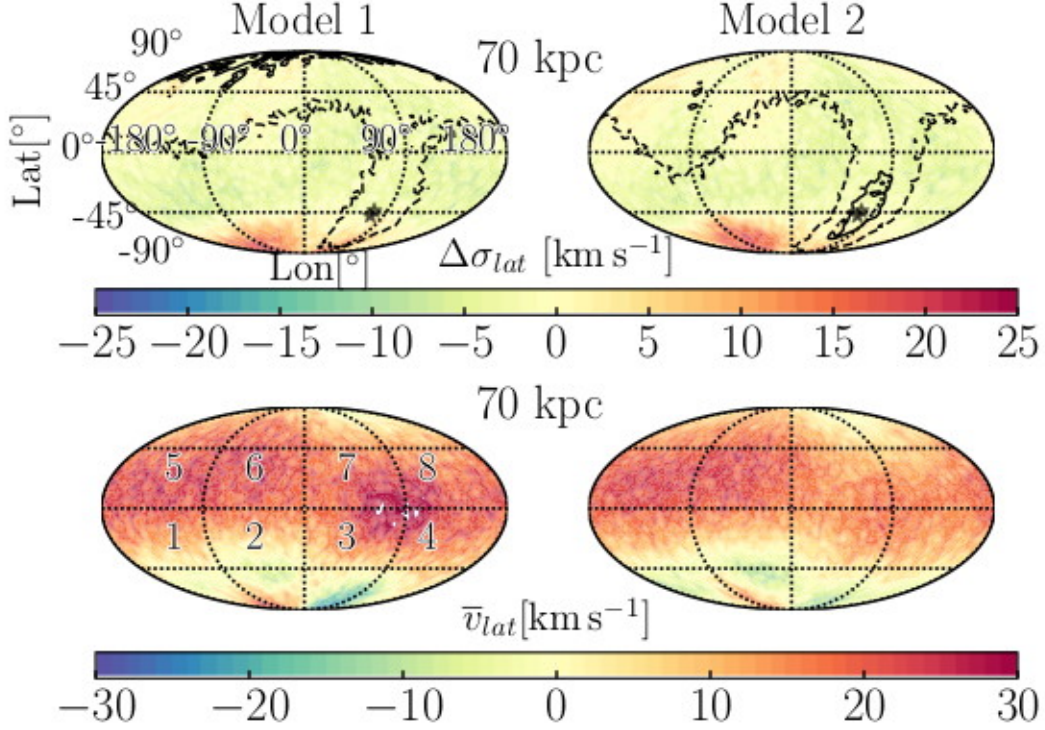 Model 1 Model 2
90° 70 kpc
45°
Lat[°] 0° -180° -90° 0° 90° 180°
-45°
-90°
Lon[°] Δσ_lat [km s⁻¹]
−25 −20 −15 −10 −5 0 5 10 15 20 25
70 kpc
5 6 7 8
1 2 3 4
v̅_lat[km s⁻¹]
−30 −20 −10 0 10 20 30